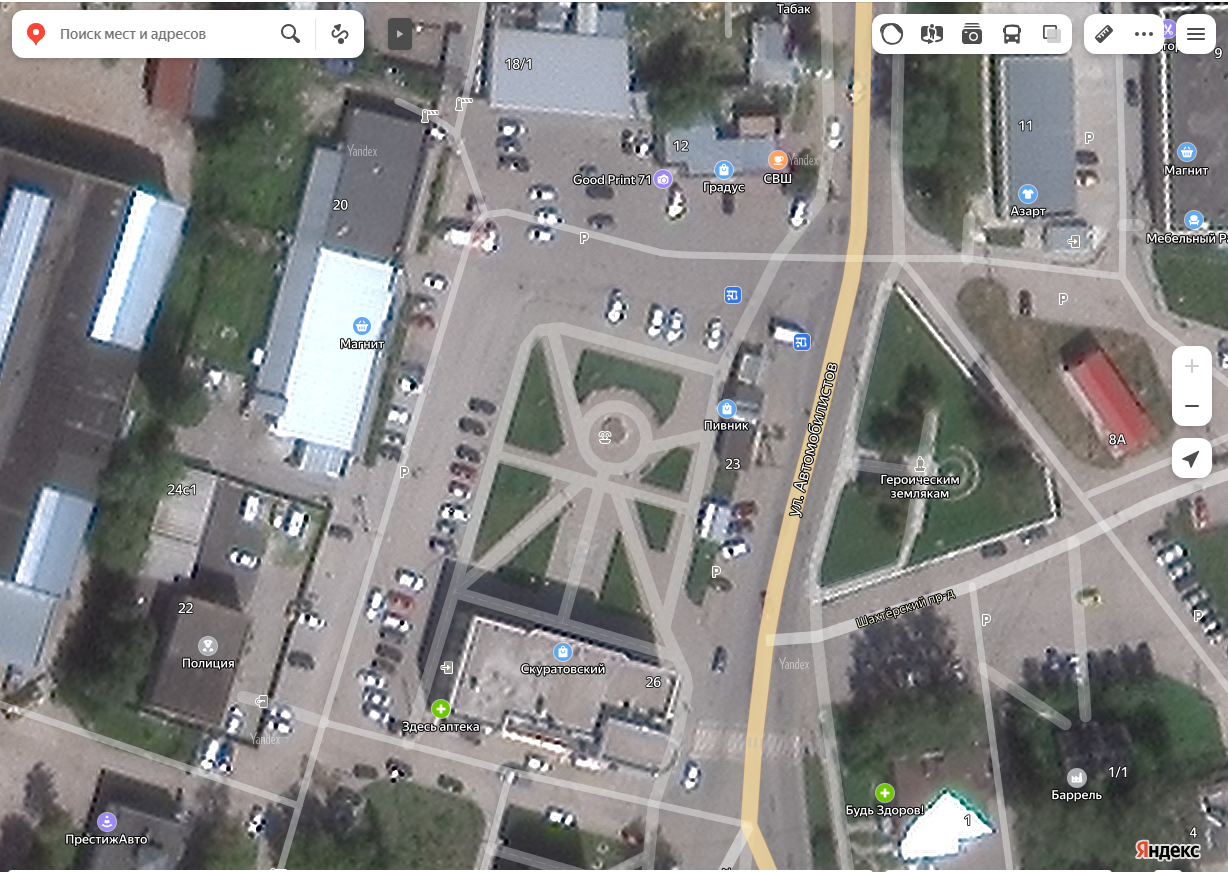 Табак
Поиск мест и адресов
9
18/1
11
12
Yandex
Yandex
Магнит
Good Print 71
Градус
СВШ
20
Азарт
Мебельный Р
Магнит
Пивник
ул. Автомобилистов
8А
23
Героическим
землякам
24с1
22
Шахтёрский пр-д
Полиция
Скуратовский
Yandex
26
Здесь аптека
Yandex
1/1
Баррель
Будь Здоров!
1
ПрестижАвто
4
Яндекс